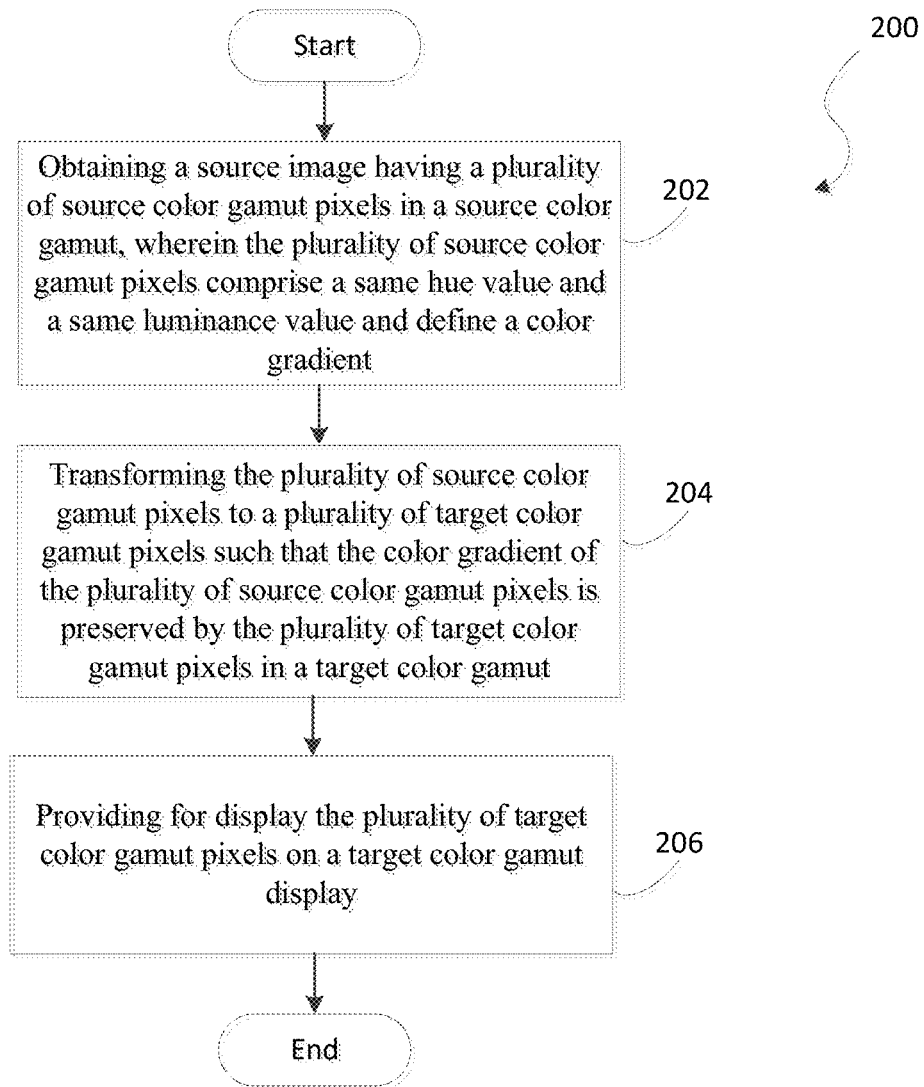 Start
200
Obtaining a source image having a plurality
of source color gamut pixels in a source color
gamut, wherein the plurality of source color
gamut pixels comprise a same hue value and
a same luminance value and define a color
gradient
202
Transforming the plurality of source color
gamut pixels to a plurality of target color
gamut pixels such that the color gradient of
the plurality of source color gamut pixels is
preserved by the plurality of target color
gamut pixels in a target color gamut
204
Providing for display the plurality of target
color gamut pixels on a target color gamut
display
206
End